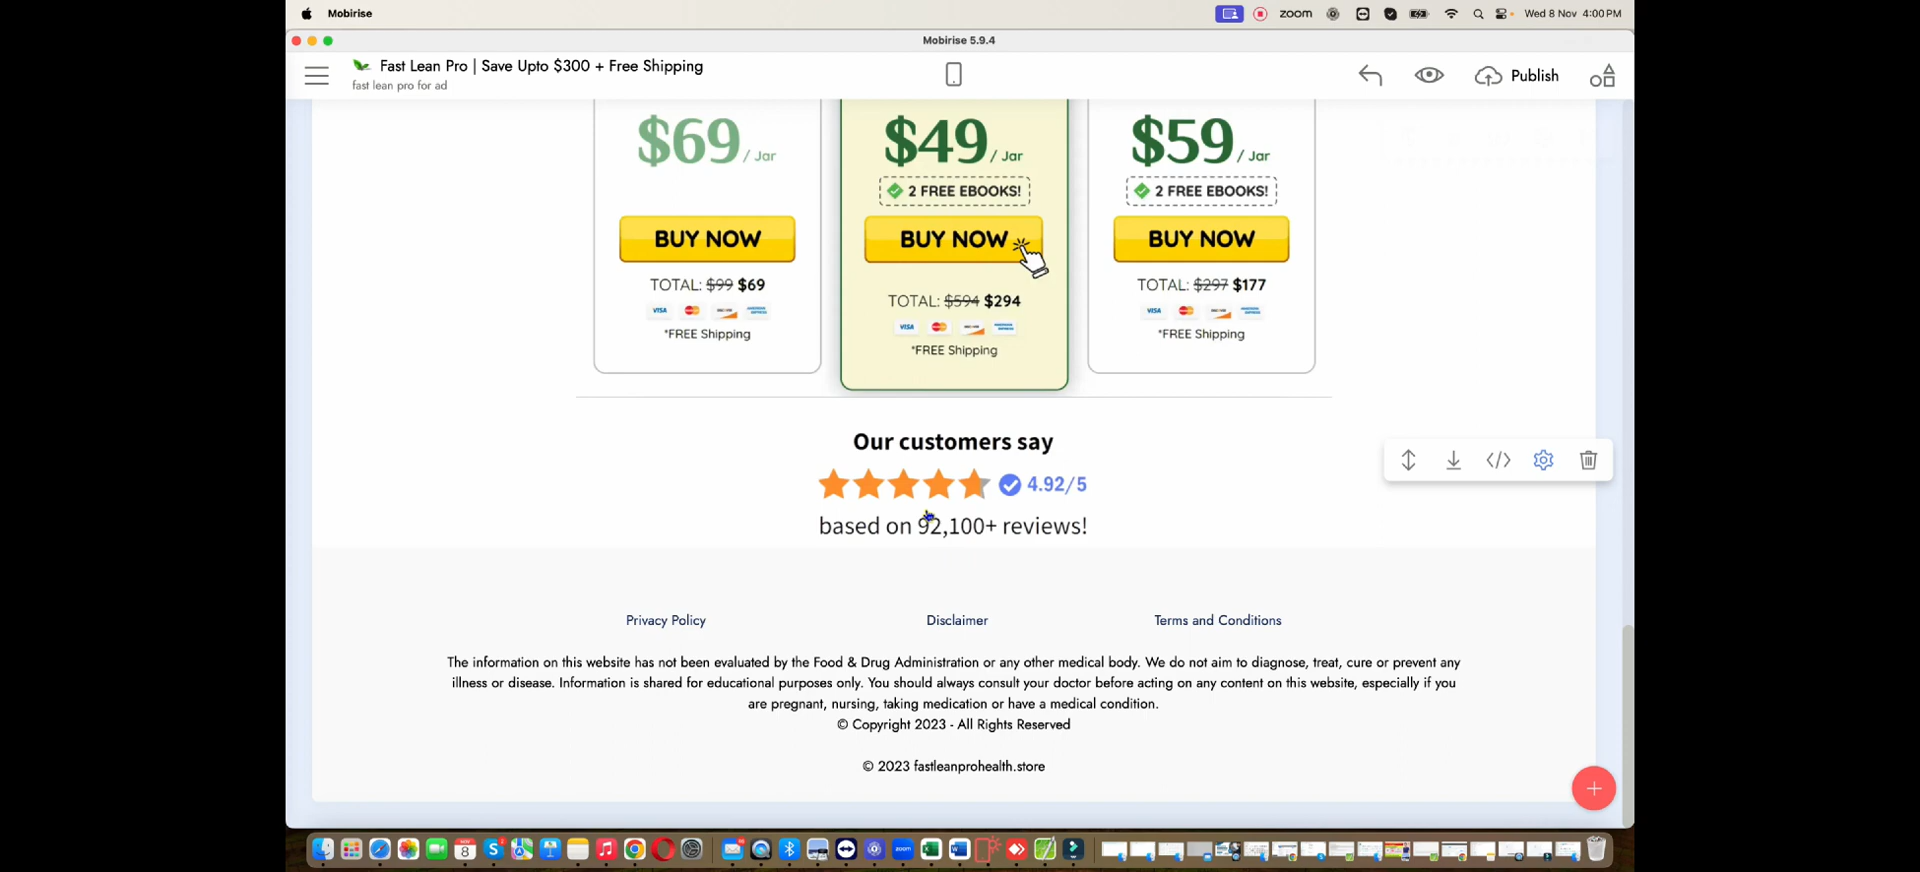 Mobirise
zoom
Wed 8 Nov 4:00 PM
Mobirise 5.9.4
Fast Lean Pro | Save Upto $300 + Free Shipping
fast lean pro for ad
Publish
$69 / Jar
BUY NOW
TOTAL: $99 $69
VISA
*FREE Shipping
$49 / Jar
2 FREE EBOOKS!
BUY NOW
TOTAL: $594 $294
VISA
*FREE Shipping
$59 / Jar
2 FREE EBOOKS!
BUY NOW
TOTAL: $297 $177
VISA
*FREE Shipping
Our customers say
4.92/5
based on 92,100+ reviews!
Privacy Policy
Disclaimer
Terms and Conditions
The information on this website has not been evaluated by the Food & Drug Administration or any other medical body. We do not aim to diagnose, treat, cure or prevent any
illness or disease. Information is shared for educational purposes only. You should always consult your doctor before acting on any content on this website, especially if you
are pregnant, nursing, taking medication or have a medical condition.
© Copyright 2023 - All Rights Reserved
© 2023 fastleanprohealth.store
8
zoom